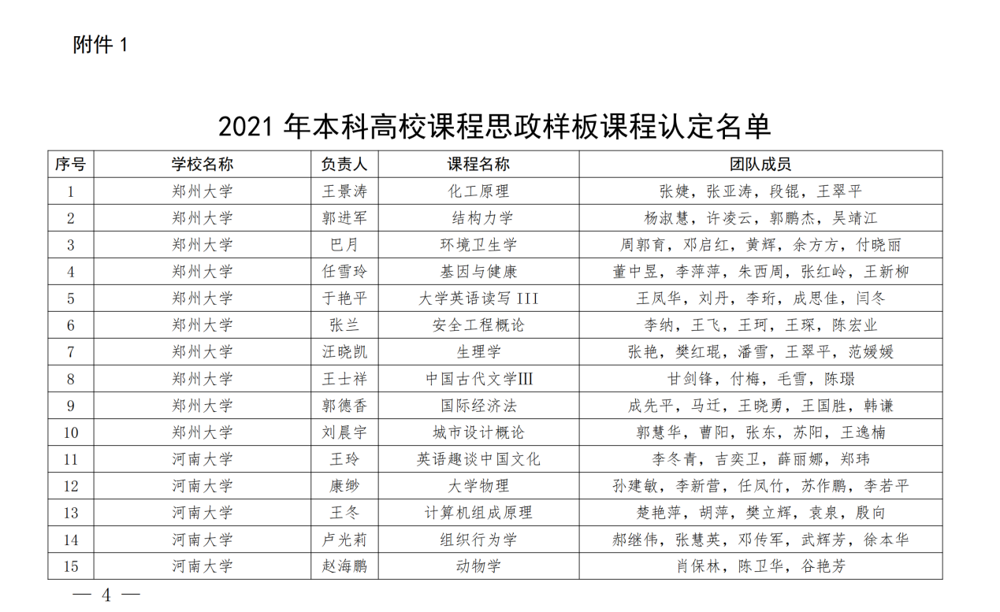 附件 1
2021 年本科高校课程思政样板课程认定名单
序号 学校名称 负责人 课程名称 团队成员
1 郑州大学 王景涛 化工原理 张婕，张亚涛，段锟，王翠平
2 郑州大学 郭进军 结构力学 杨淑慧，许凌云，郭鹏杰，吴靖江
3 郑州大学 巴月 环境卫生学 周郭育，邓启红，黄辉，余方方，付晓丽
4 郑州大学 任雪玲 基因与健康 董中昱，李萍萍，朱西周，张红岭，王新柳
5 郑州大学 于艳平 大学英语读写 III 王凤华，刘丹，李珩，成思佳，闫冬
6 郑州大学 张兰 安全工程概论 李纳，王飞，王珂，王琛，陈宏业
7 郑州大学 汪晓凯 生理学 张艳，樊红琨，潘雪，王翠平，范媛媛
8 郑州大学 王士祥 中国古代文学Ⅲ 甘剑锋，付梅，毛雪，陈璟
9 郑州大学 郭德香 国际经济法 成先平，马迁，王晓勇，王国胜，韩谦
10 郑州大学 刘晨宇 城市设计概论 郭慧华，曹阳，张东，苏阳，王逸楠
11 河南大学 王玲 英语趣谈中国文化 李冬青，吉奕卫，薛丽娜，郑玮
12 河南大学 康缈 大学物理 孙建敏，李新营，任凤竹，苏作鹏，李若平
13 河南大学 王冬 计算机组成原理 楚艳萍，胡萍，樊立辉，袁泉，殷向
14 河南大学 卢光莉 组织行为学 郝继伟，张慧英，邓传军，武辉芳，徐本华
15 河南大学 赵海鹏 动物学 肖保林，陈卫华，谷艳芳
— 4 —